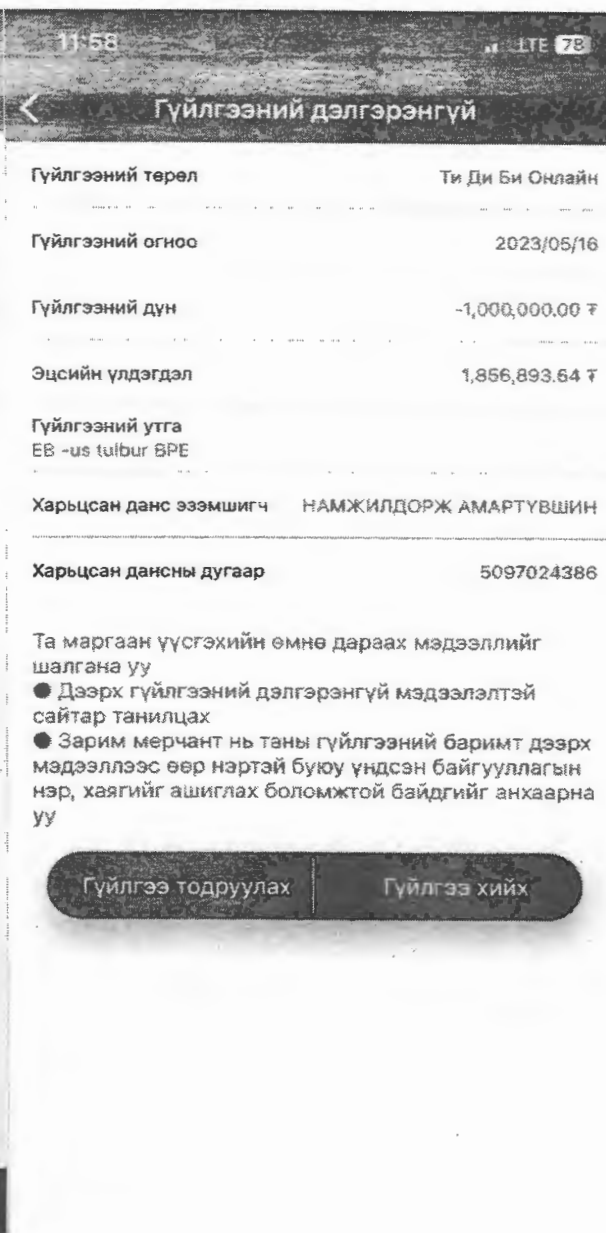 11:58 LTE 78
Гүйлгээний дэлгэрэнгүй
Гүйлгээний төрөл Ти Ди Би Онлайн
Гүйлгээний огноо 2023/05/16
Гүйлгээний дүн -1,000,000.00 ₮
Эцсийн үлдэгдэл 1,856,893.64 ₮
Гүйлгээний утга
EB -us tulbur BPE
Харьцсан данс эзэмшигч НАМЖИЛДОРЖ АМАРТҮВШИН
Харьцсан дансны дугаар 5097024386
Та маргаан үүсгэхийн өмнө дараах мэдээллийг
шалгана уу
● Дээрх гүйлгээний дэлгэрэнгүй мэдээлэлтэй
сайтар танилцах
● Зарим мерчант нь таны гүйлгээний баримт дээрх
мэдээллээс өөр нэртэй буюу үндсэн байгууллагын
нэр, хаягийг ашиглах боломжтой байдгийг анхаарна
уу
Гүйлгээ тодруулах Гүйлгээ хийх